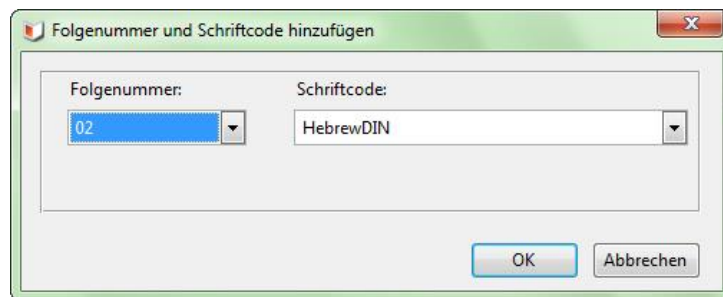 Folgenummer und Schriftcode hinzufügen
Folgenummer: Schriftcode:
02 HebrewDIN
OK Abbrechen